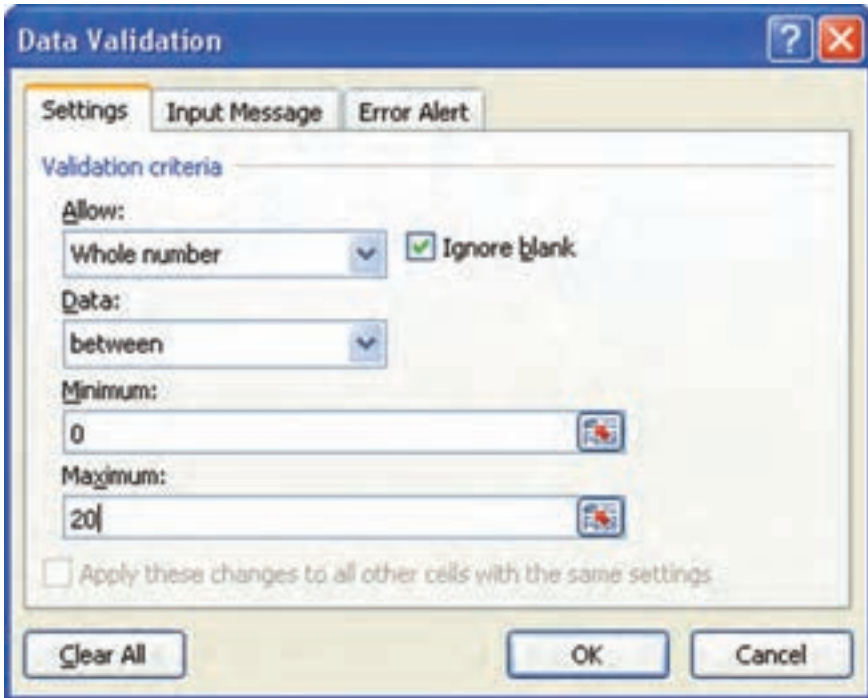 Data Validation
Settings Input Message Error Alert
Validation criteria
Allow:
Whole number Ignore blank
Data:
between
Minimum:
0
Maximum:
20
Apply these changes to all other cells with the same settings
Clear All OK Cancel